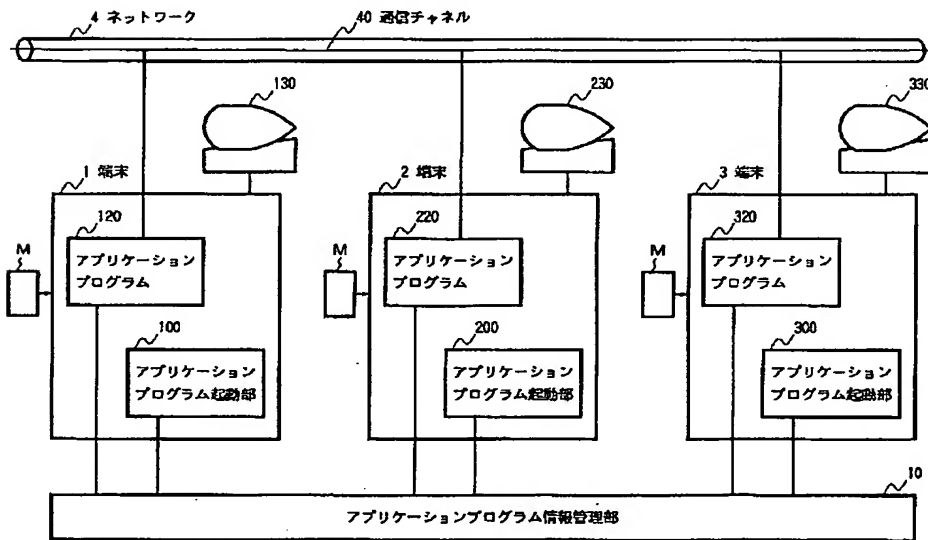 4 ネットワーク
40 通信チャネル
130
230
330
1 端末
2 端末
3 端末
120
220
320
M
M
M
アプリケーション
プログラム
アプリケーション
プログラム
アプリケーション
プログラム
100
200
300
アプリケーション
プログラム起動部
アプリケーション
プログラム起動部
アプリケーション
プログラム起動部
10
アプリケーションプログラム情報管理部